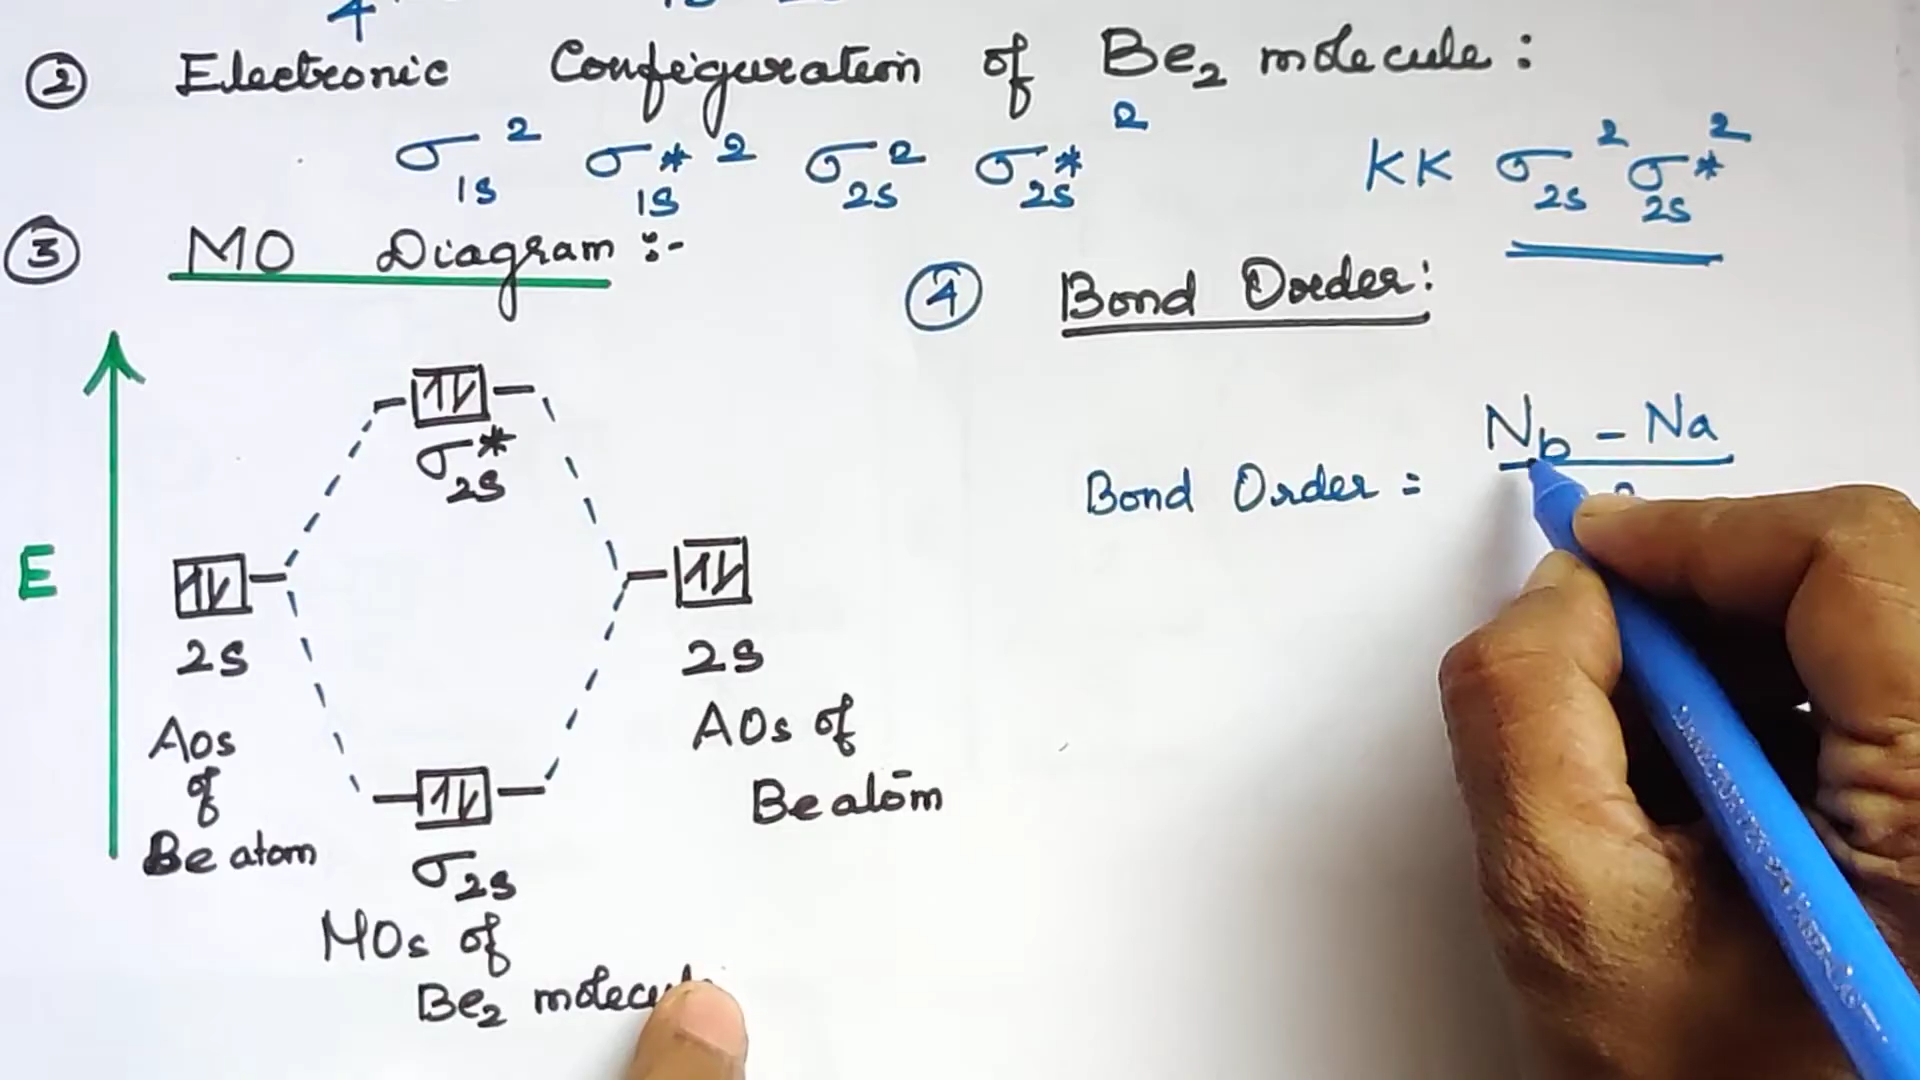 ② Electronic Configuration of Be₂ molecule:
σ1s² σ*1s² σ2s² σ*2s² KK σ2s² σ*2s²
③ MO Diagram :-
④ Bond Order:
σ*2s
Nb - Na
Bond Order =
E
2s 2s
AOs of Be atom
AOs of
Be atom
σ2s
MOs of
Be₂